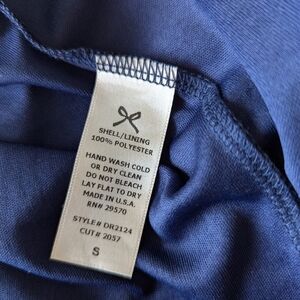 SHELL/LINING
100% POLYESTER
HAND WASH COLD
OR DRY CLEAN
DO NOT BLEACH
LAY FLAT TO DRY
MADE IN U.S.A.
RN# 29570
STYLE# DR2124
CUT# 2057
S